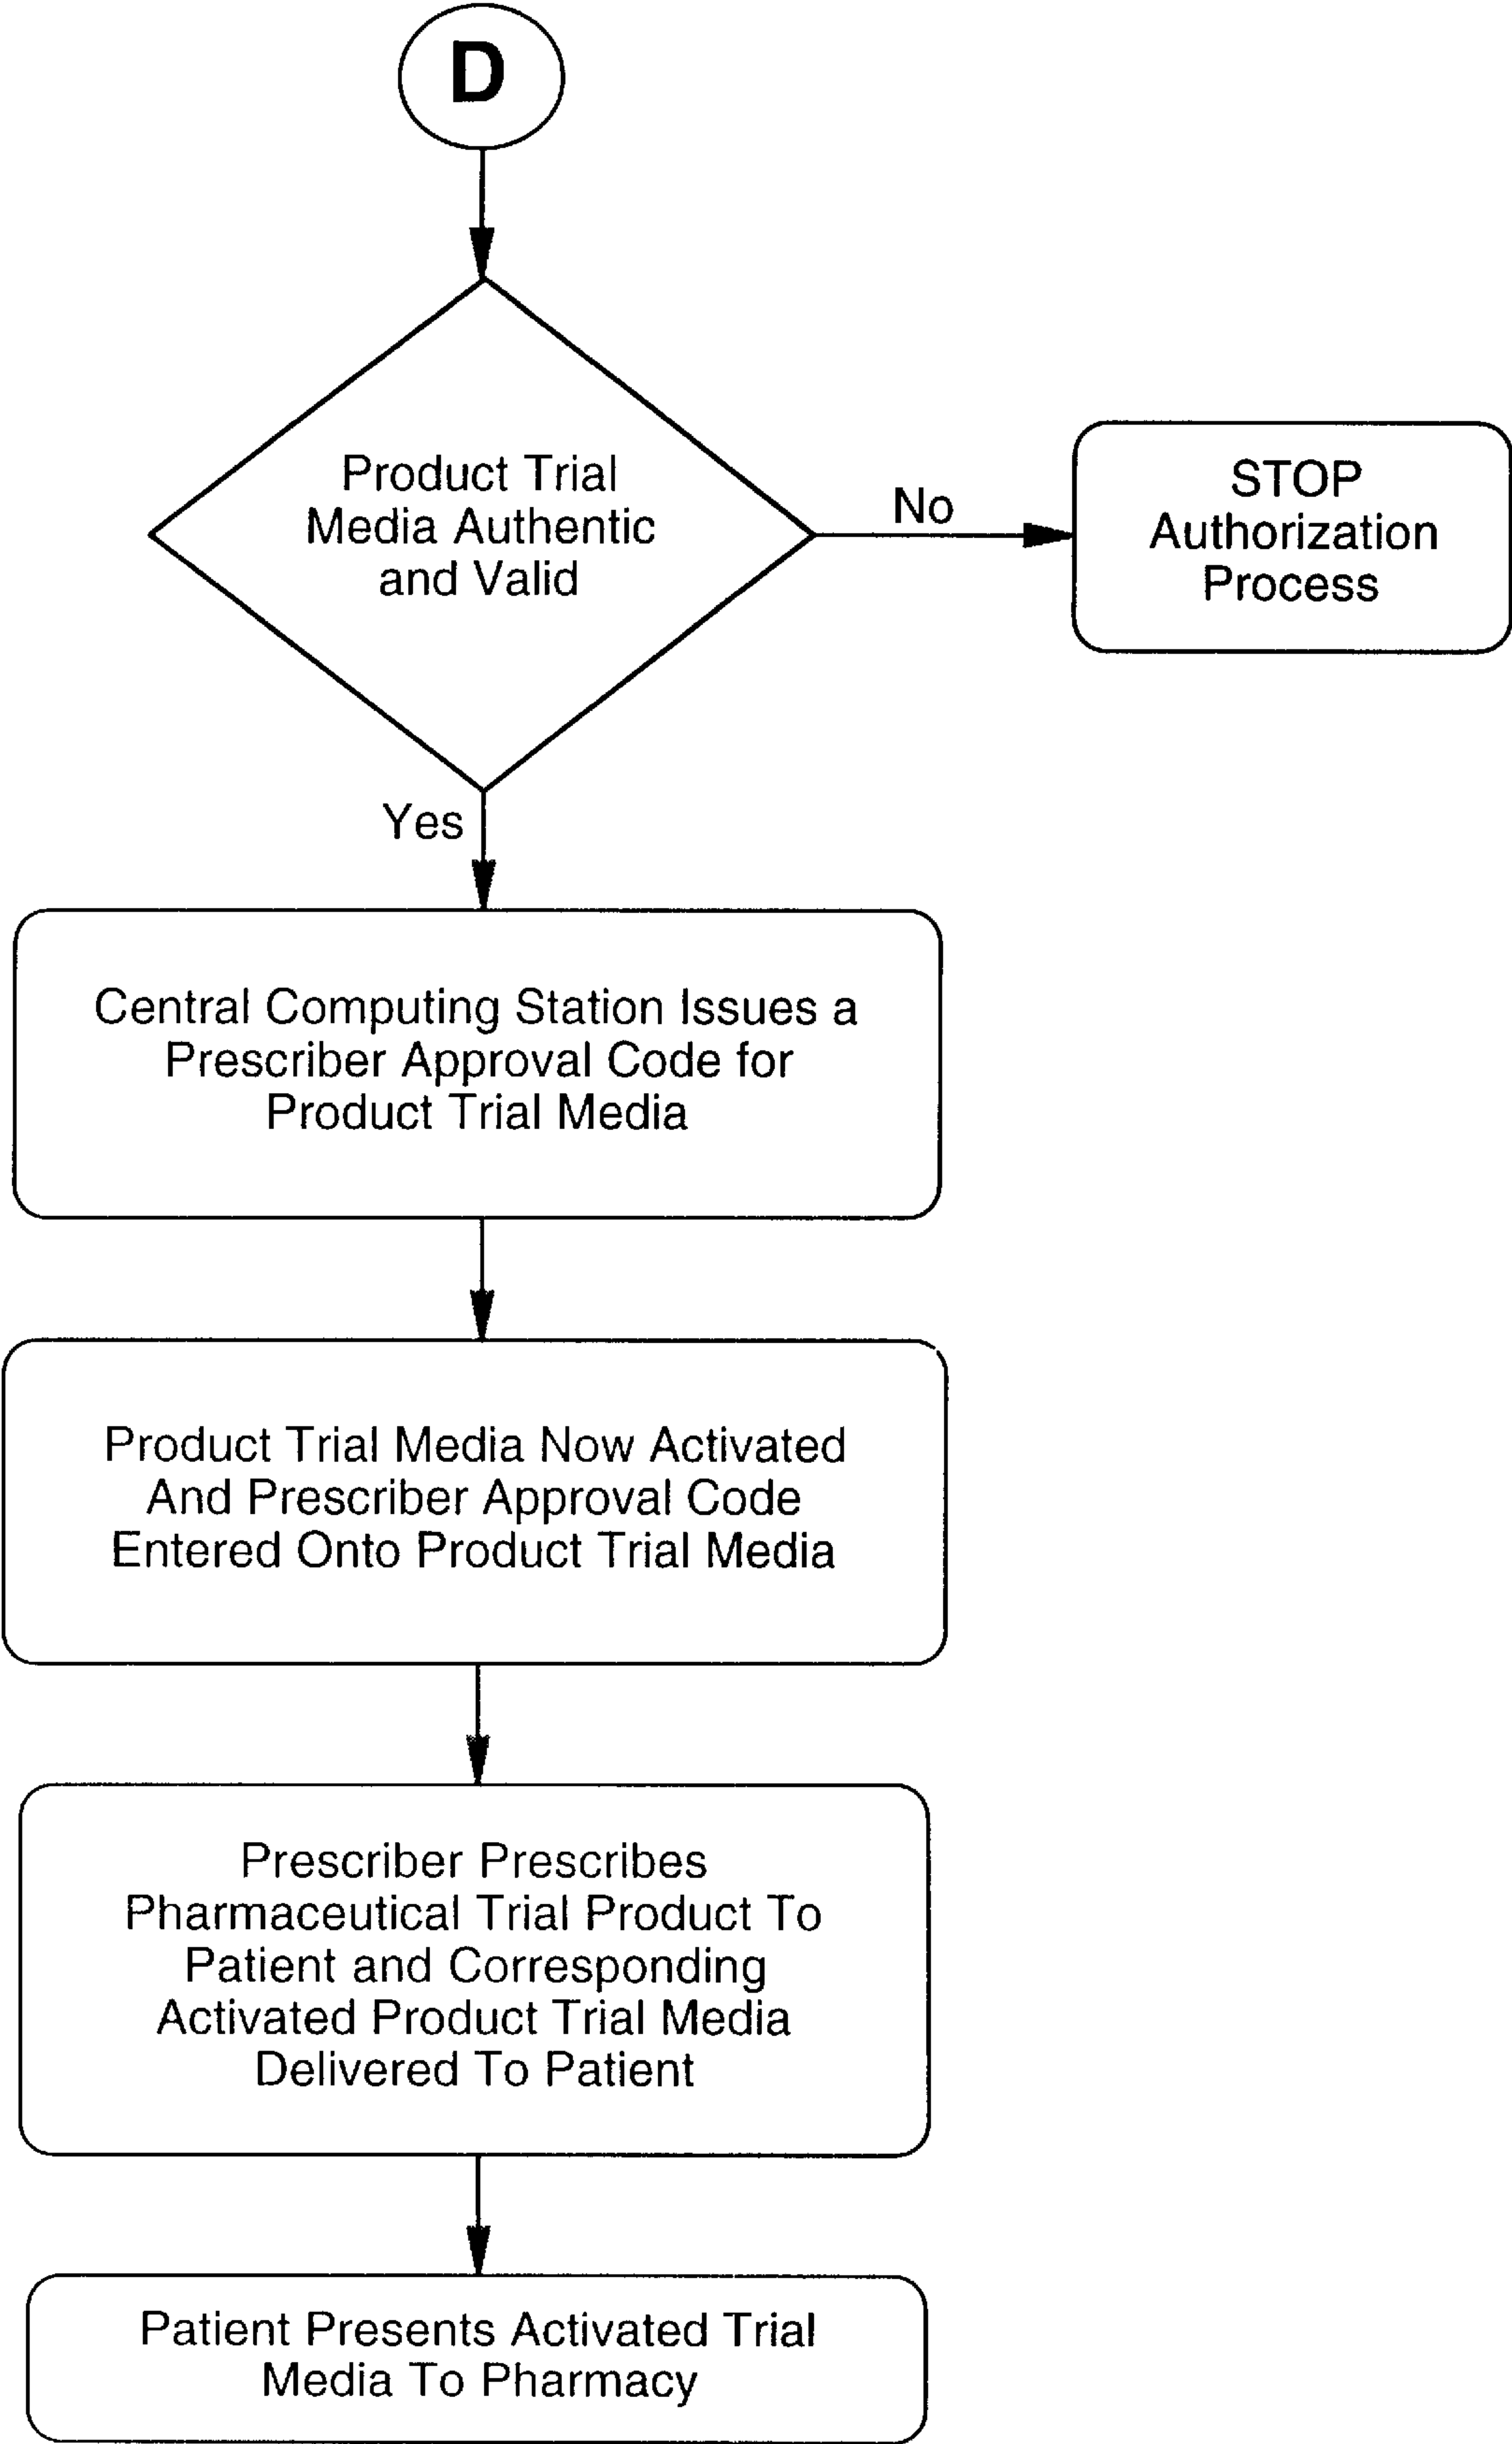 D
Product Trial
Media Authentic
and Valid
No
STOP
Authorization
Process
Yes
Central Computing Station Issues a
Prescriber Approval Code for
Product Trial Media
Product Trial Media Now Activated
And Prescriber Approval Code
Entered Onto Product Trial Media
Prescriber Prescribes
Pharmaceutical Trial Product To
Patient and Corresponding
Activated Product Trial Media
Delivered To Patient
Patient Presents Activated Trial
Media To Pharmacy